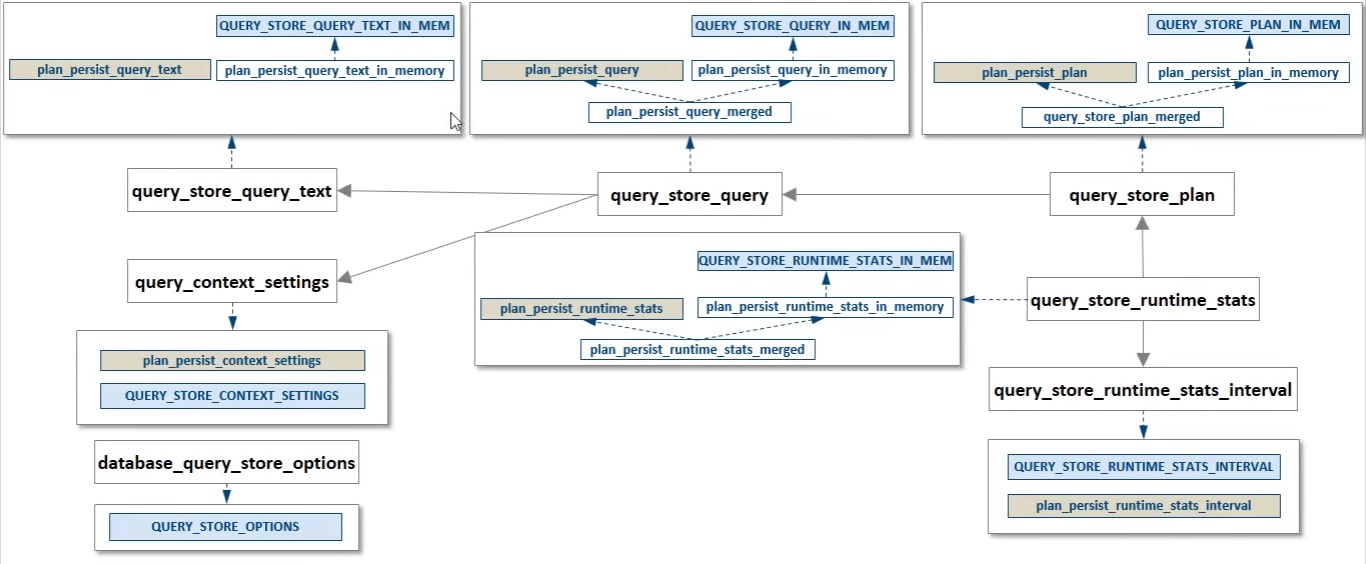 QUERY_STORE_QUERY_TEXT_IN_MEM
plan_persist_query_text
plan_persist_query_text_in_memory
QUERY_STORE_QUERY_IN_MEM
plan_persist_query
plan_persist_query_in_memory
plan_persist_query_merged
QUERY_STORE_PLAN_IN_MEM
plan_persist_plan
plan_persist_plan_in_memory
query_store_plan_merged
query_store_query_text
query_store_query
query_store_plan
query_context_settings
QUERY_STORE_RUNTIME_STATS_IN_MEM
plan_persist_runtime_stats
plan_persist_runtime_stats_in_memory
plan_persist_runtime_stats_merged
query_store_runtime_stats
plan_persist_context_settings
QUERY_STORE_CONTEXT_SETTINGS
query_store_runtime_stats_interval
database_query_store_options
QUERY_STORE_OPTIONS
QUERY_STORE_RUNTIME_STATS_INTERVAL
plan_persist_runtime_stats_interval